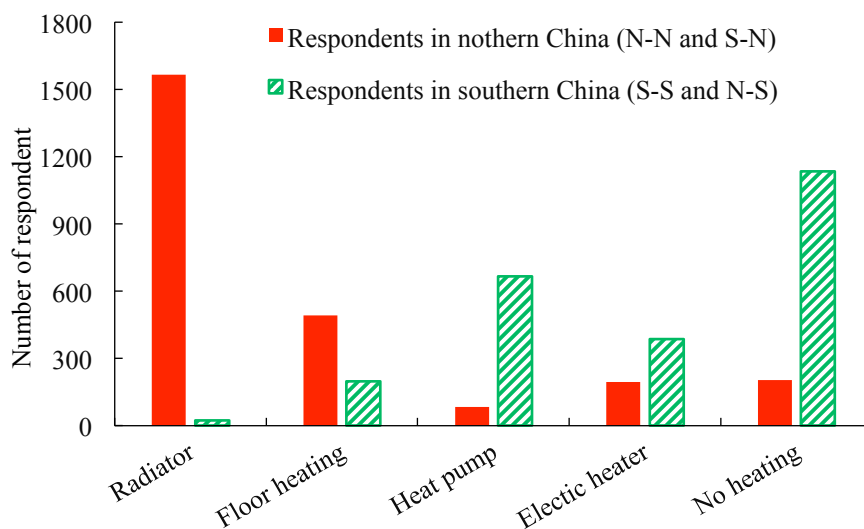 1800
1500
1200
900
600
300
0
Number of respondent
Respondents in nothern China (N-N and S-N)
Respondents in southern China (S-S and N-S)
Radiator
Floor heating
Heat pump
Electic heater
No heating